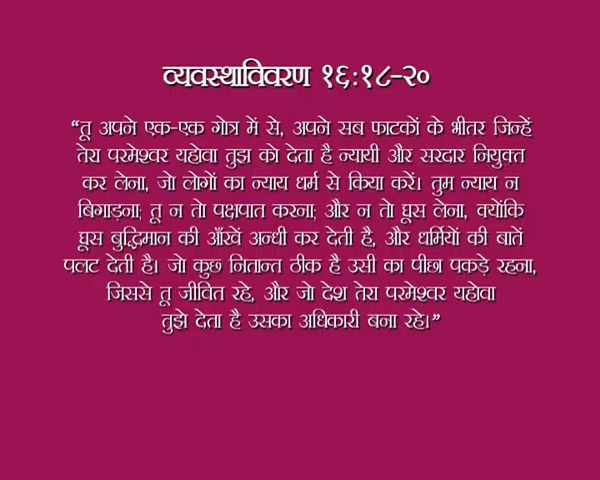 व्यवस्थाविवरण १६:१८-२०
“तू अपने एक-एक गोत्र में से, अपने सब फाटकों के भीतर जिन्हें
तेरा परमेश्वर यहोवा तुझ को देता है न्यायी और सरदार नियुक्त
कर लेना, जो लोगों का न्याय धर्म से किया करें। तुम न्याय न
बिगाड़ना; तू न तो पक्षपात करना; और न तो घूस लेना, क्योंकि
घूस बुद्धिमान की आँखें अन्धी कर देती है, और धर्मियों की बातें
पलट देती है। जो कुछ नितान्त ठीक है उसी का पीछा पकड़े रहना,
जिससे तू जीवित रहे, और जो देश तेरा परमेश्वर यहोवा
तुझे देता है उसका अधिकारी बना रहे।”